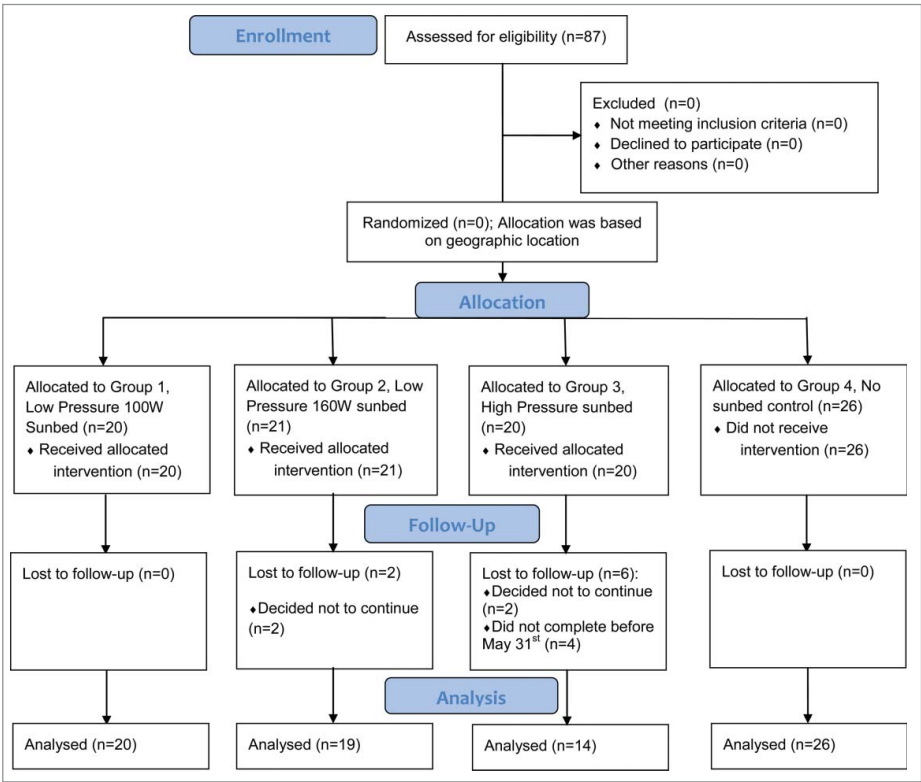 Enrollment
Assessed for eligibility (n=87)
Excluded (n=0)
♦ Not meeting inclusion criteria (n=0)
♦ Declined to participate (n=0)
♦ Other reasons (n=0)
Randomized (n=0); Allocation was based
on geographic location
Allocation
Allocated to Group 1,
Low Pressure 100W
Sunbed (n=20)
♦ Received allocated
intervention (n=20)
Allocated to Group 2, Low
Pressure 160W sunbed
(n=21)
♦ Received allocated
intervention (n=21)
Allocated to Group 3,
High Pressure sunbed
(n=20)
♦ Received allocated
intervention (n=20)
Allocated to Group 4, No
sunbed control (n=26)
♦ Did not receive
intervention (n=26)
Follow-Up
Lost to follow-up (n=0)
Lost to follow-up (n=2)
♦Decided not to continue
(n=2)
Lost to follow-up (n=6):
♦Decided not to continue
(n=2)
♦Did not complete before
May 31st (n=4)
Lost to follow-up (n=0)
Analysis
Analysed (n=20)
Analysed (n=19)
Analysed (n=14)
Analysed (n=26)